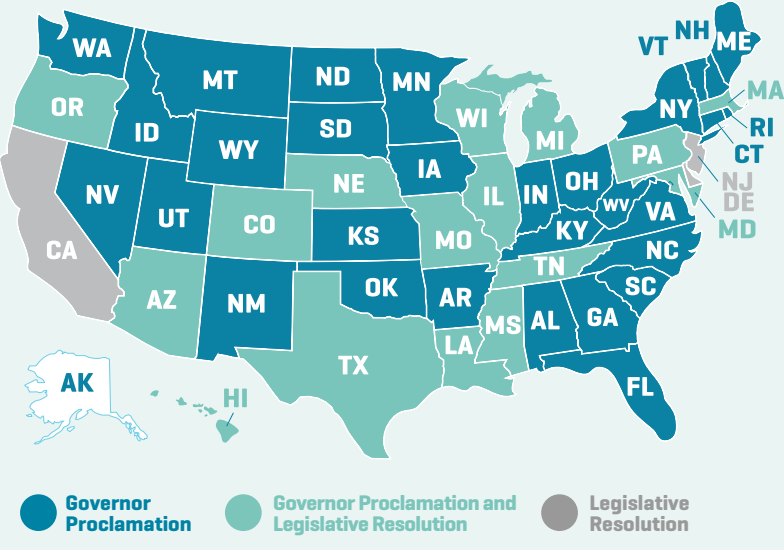 WA
MT
ND
MN
VT
NH
ME
OR
ID
WY
SD
WI
MI
NY
MA
RI
CT
NV
UT
CO
NE
IA
IL
IN
OH
PA
NJ
DE
MD
CA
KS
MO
KY
WV
VA
AZ
NM
OK
AR
TN
NC
SC
TX
LA
MS
AL
GA
FL
AK
HI
Governor
Proclamation
Governor Proclamation and
Legislative Resolution
Legislative
Resolution